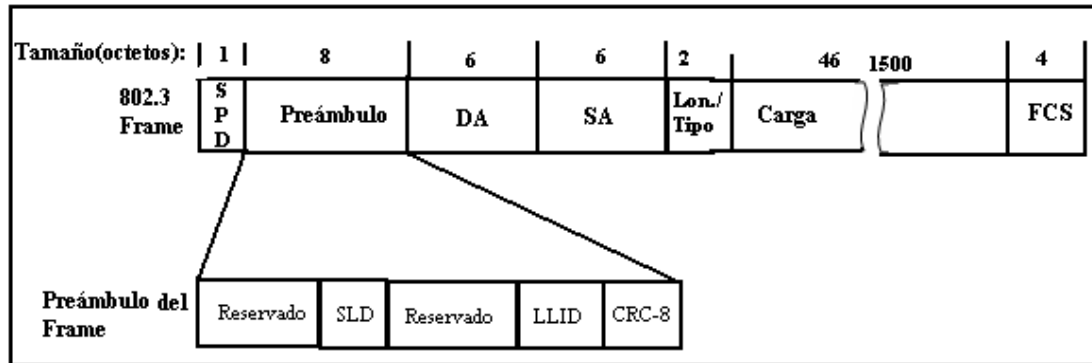 Tamaño(octetos): 1 8 6 6 2 46 1500 4
802.3 Frame
SPD
Preámbulo
DA
SA
Lon./ Tipo
Carga
FCS
Preámbulo del Frame
Reservado
SLD
Reservado
LLID
CRC-8